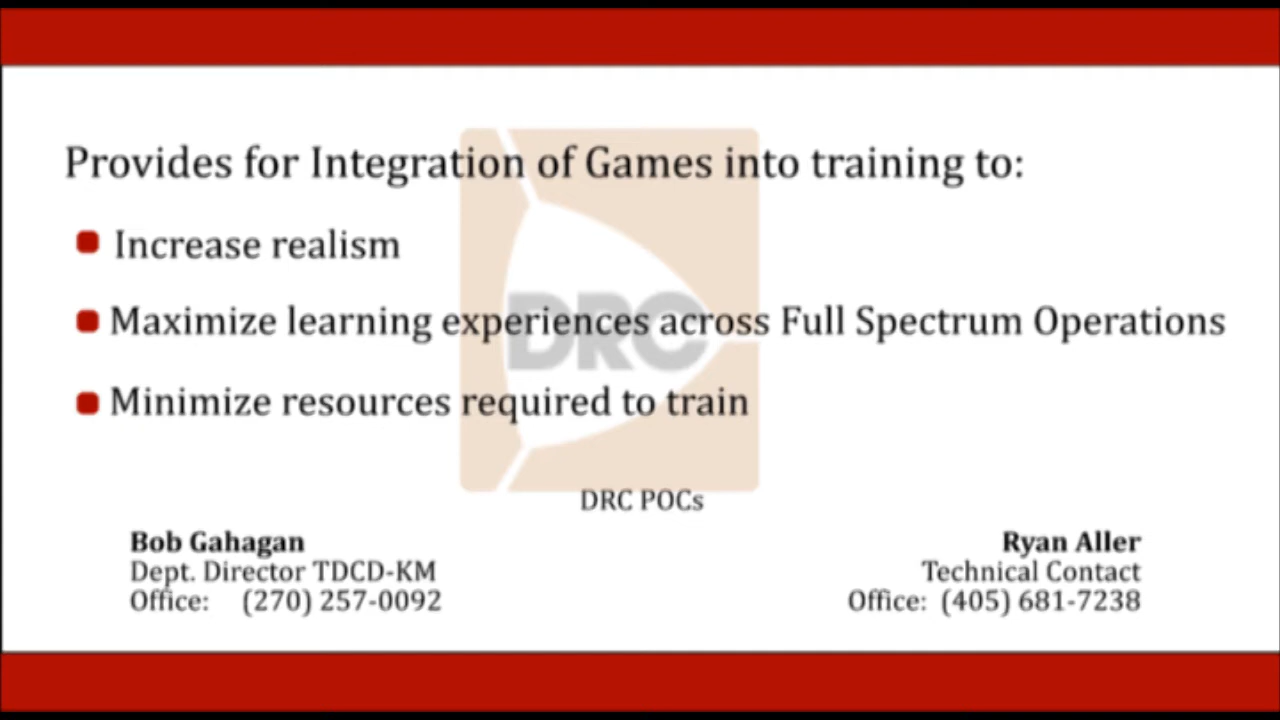 Provides for Integration of Games into training to:
Increase realism
Maximize learning experiences across Full Spectrum Operations
Minimize resources required to train
DRC
DRC POCs
Bob Gahagan
Dept. Director TDCD-KM
Office: (270) 257-0092
Ryan Aller
Technical Contact
Office: (405) 681-7238